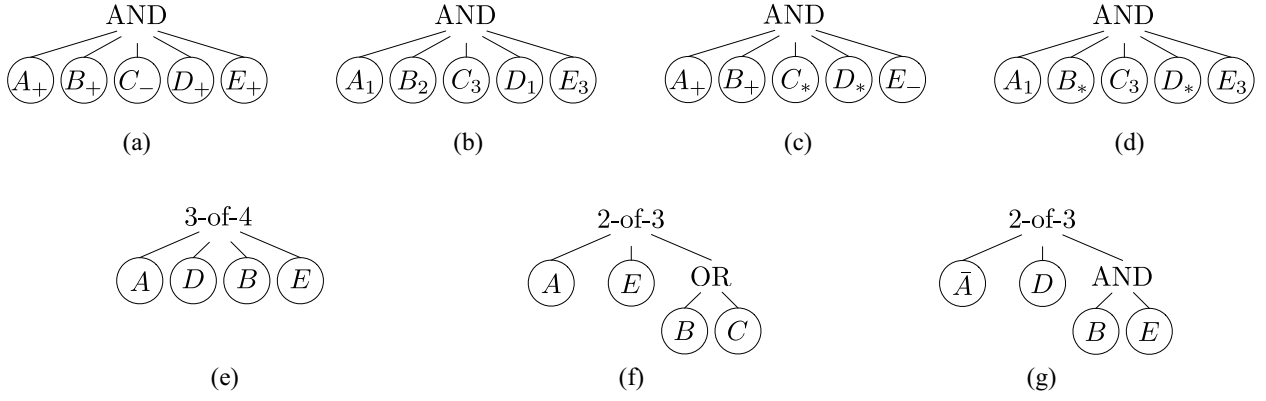 AND AND AND AND
A₊ B₊ C₋ D₊ E₊ A₁ B₂ C₃ D₁ E₃ A₊ B₊ C* D* E₋ A₁ B* C₃ D* E₃
(a) (b) (c) (d)
3-of-4 2-of-3 2-of-3
A D B E A E OR Ā D AND
B C B E
(e) (f) (g)